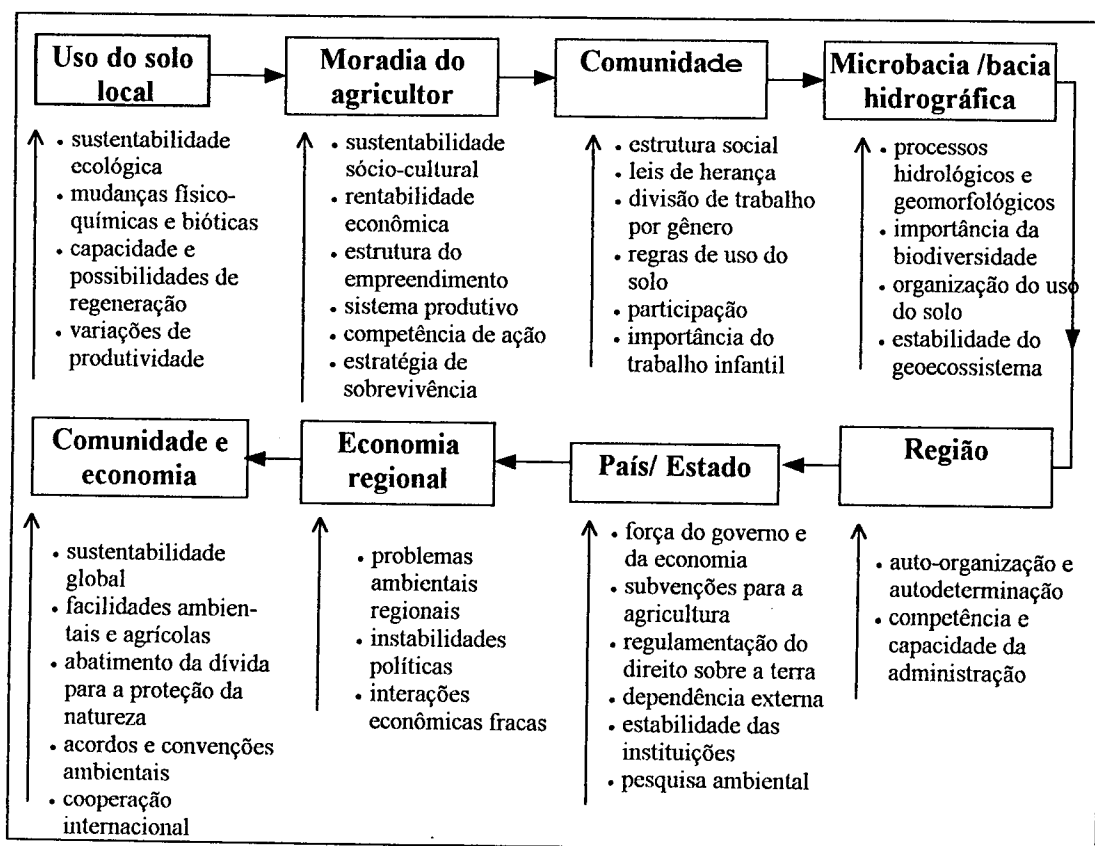 Uso do solo
local
• sustentabilidade
ecológica
• mudanças físico-
químicas e bióticas
• capacidade e
possibilidades de
regeneração
• variações de
produtividade
Moradia do
agricultor
• sustentabilidade
sócio-cultural
• rentabilidade
econômica
• estrutura do
empreendimento
• sistema produtivo
• competência de ação
• estratégia de
sobrevivência
Comunidade
• estrutura social
• leis de herança
• divisão de trabalho
por gênero
• regras de uso do
solo
• participação
• importância do
trabalho infantil
Microbacia /bacia
hidrográfica
• processos
hidrológicos e
geomorfológicos
• importância da
biodiversidade
• organização do uso
do solo
• estabilidade do
geoecossistema
Região
• auto-organização e
autodeterminação
• competência e
capacidade da
administração
País/ Estado
• força do governo e
da economia
• subvenções para a
agricultura
• regulamentação do
direito sobre a terra
• dependência externa
• estabilidade das
instituições
• pesquisa ambiental
Economia
regional
• problemas
ambientais
regionais
• instabilidades
políticas
• interações
econômicas fracas
Comunidade e
economia
• sustentabilidade
global
• facilidades ambien-
tais e agrícolas
• abatimento da dívida
para a proteção da
natureza
• acordos e convenções
ambientais
• cooperação
internacional